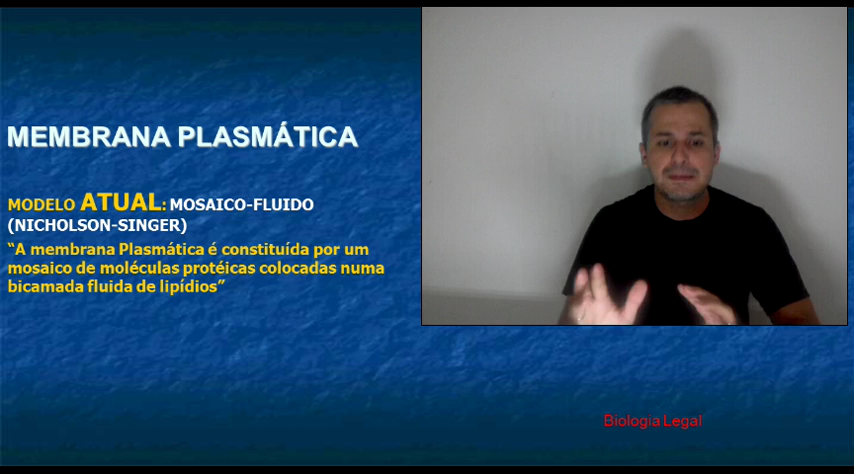 MEMBRANA PLASMÁTICA
MODELO ATUAL: MOSAICO-FLUIDO
(NICHOLSON-SINGER)
“A membrana Plasmática é constituída por um
mosaico de moléculas protéicas colocadas numa
bicamada fluida de lipídios”
Biologia Legal